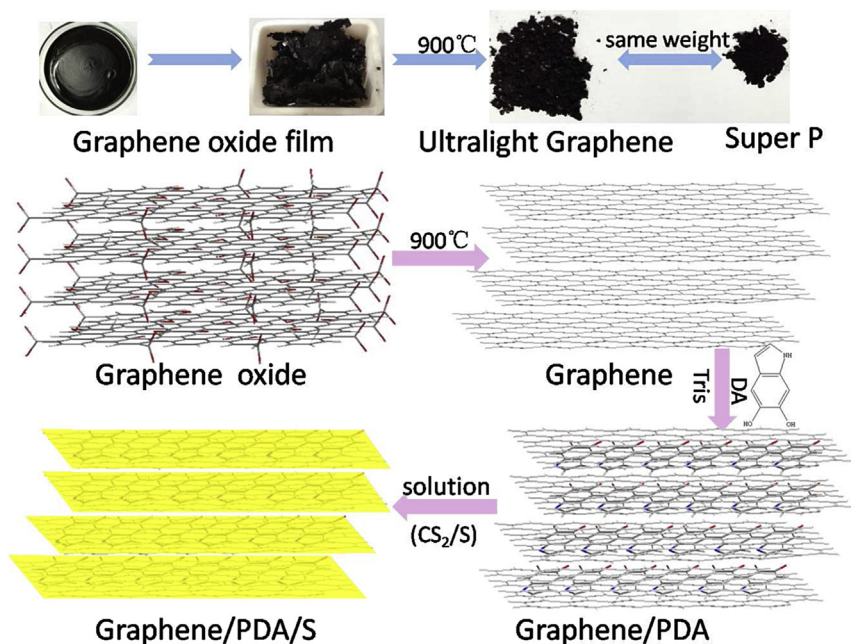 900℃
same weight
Graphene oxide film
Ultralight Graphene
Super P
900℃
Graphene oxide
Graphene
Tris
DA
NH
HO
OH
solution
(CS₂/S)
Graphene/PDA/S
Graphene/PDA